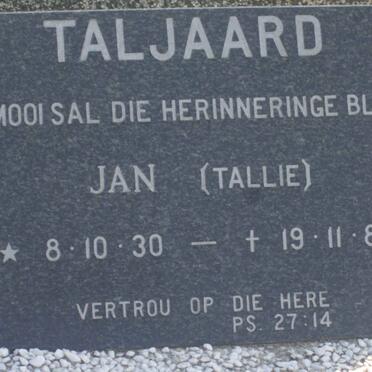 TALJAARD
MOOI SAL DIE HERINNERINGE
JAN (TALLIE)
★ 8·10·30 — † 19·11·8
VERTROU OP DIE HERE
PS. 27:14